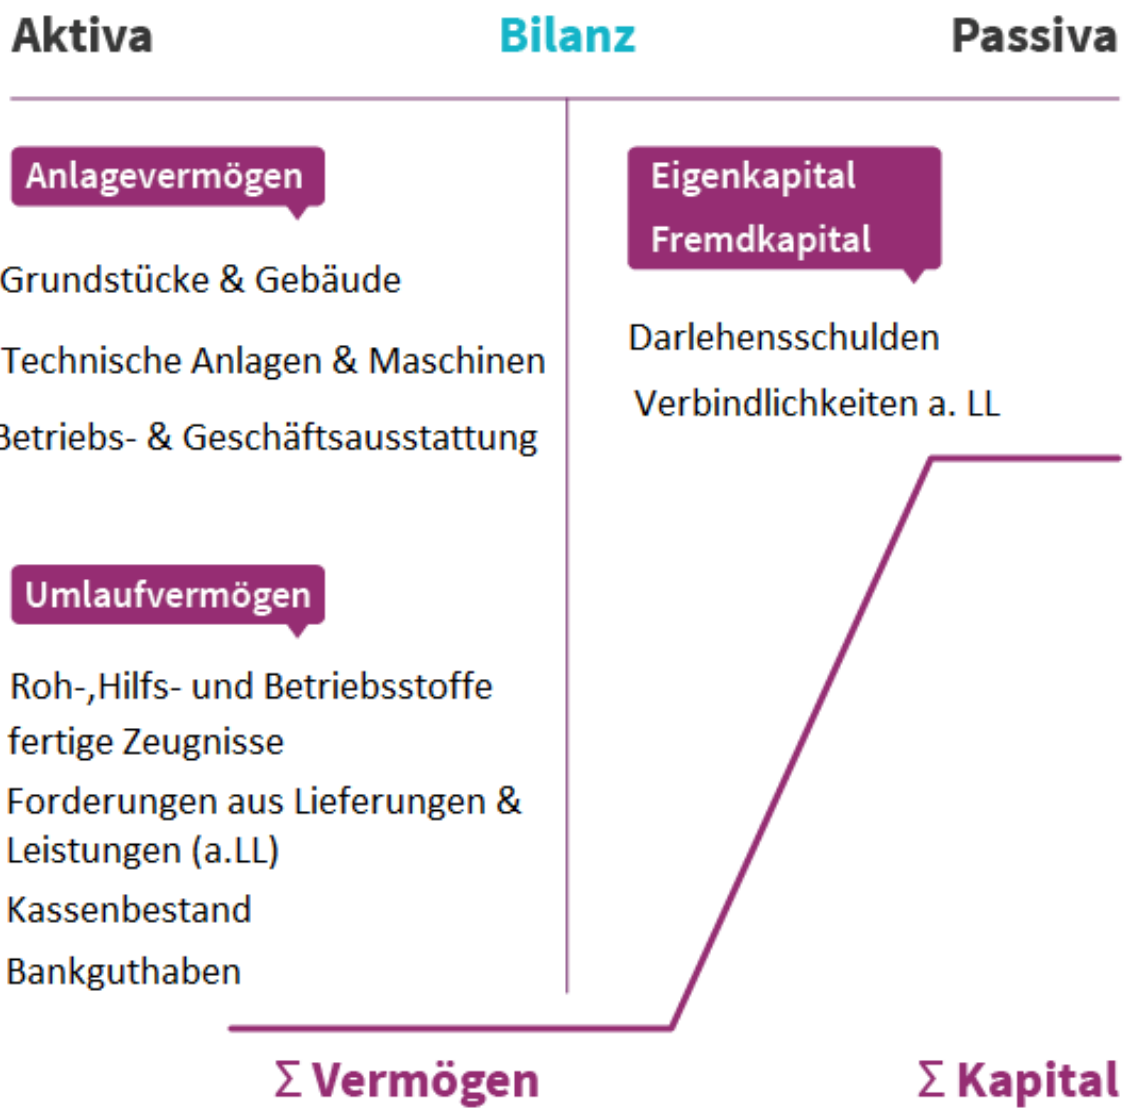 Aktiva
Bilanz
Passiva
Anlagevermögen
Grundstücke & Gebäude
Technische Anlagen & Maschinen
Betriebs- & Geschäftsausstattung
Umlaufvermögen
Roh-,Hilfs- und Betriebsstoffe
fertige Zeugnisse
Forderungen aus Lieferungen &
Leistungen (a.LL)
Kassenbestand
Bankguthaben
Eigenkapital
Fremdkapital
Darlehensschulden
Verbindlichkeiten a. LL
Σ Vermögen
Σ Kapital